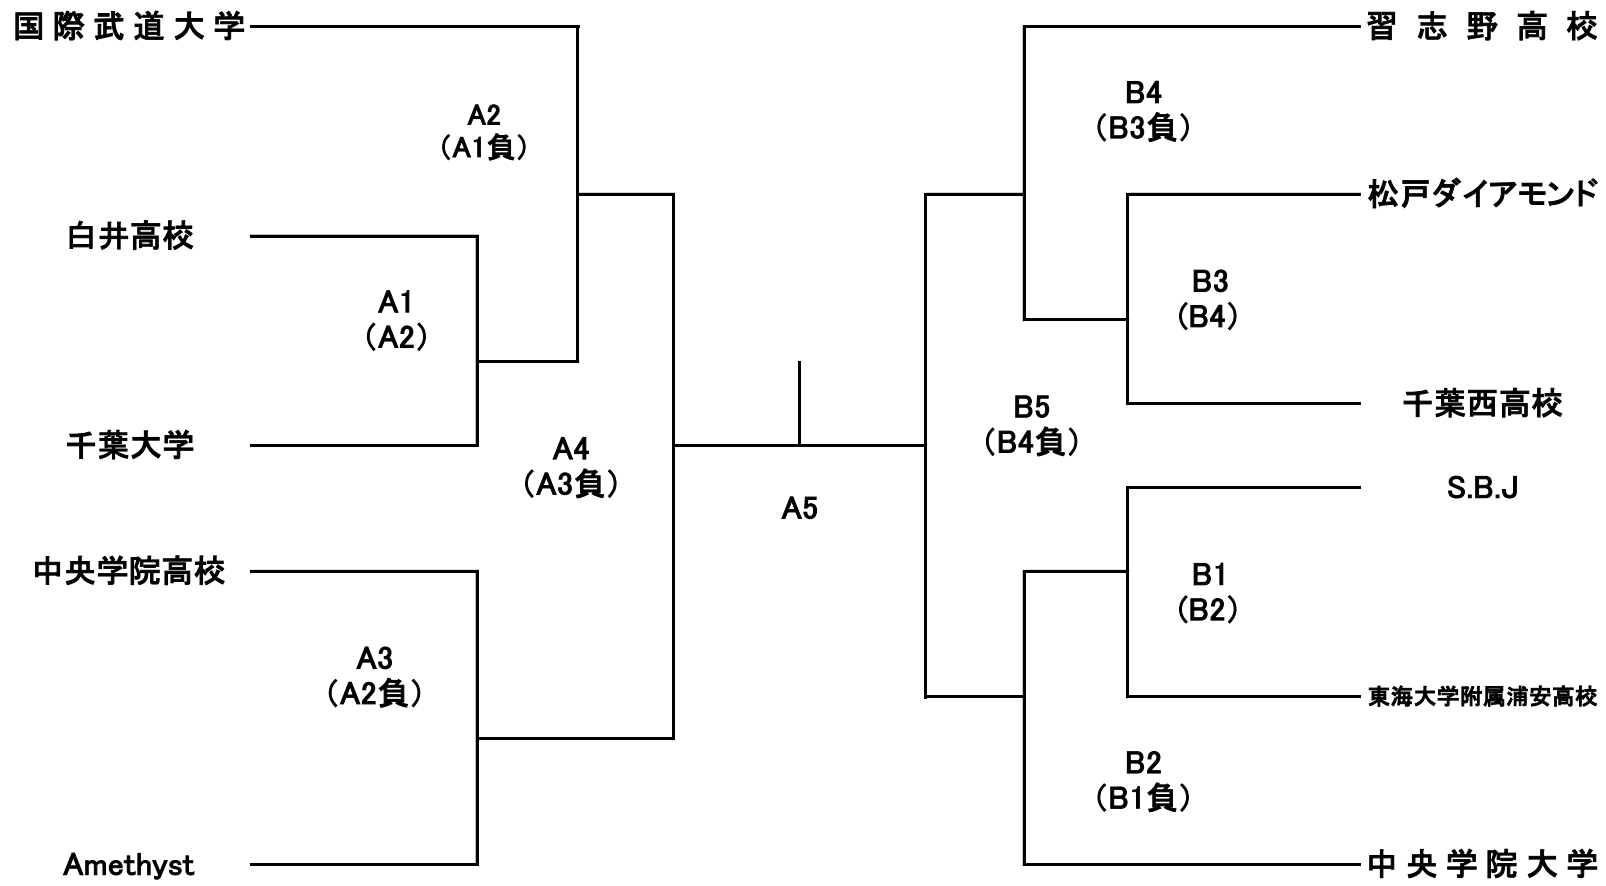 国際武道大学
A2
（A1負）
白井高校
A1
（A2）
千葉大学
A4
（A3負）
中央学院高校
A3
（A2負）
Amethyst
A5
習志野高校
B4
（B3負）
松戸ダイアモンド
B3
（B4）
千葉西高校
B5
（B4負）
S.B.J
B1
（B2）
東海大学附属浦安高校
B2
（B1負）
中央学院大学